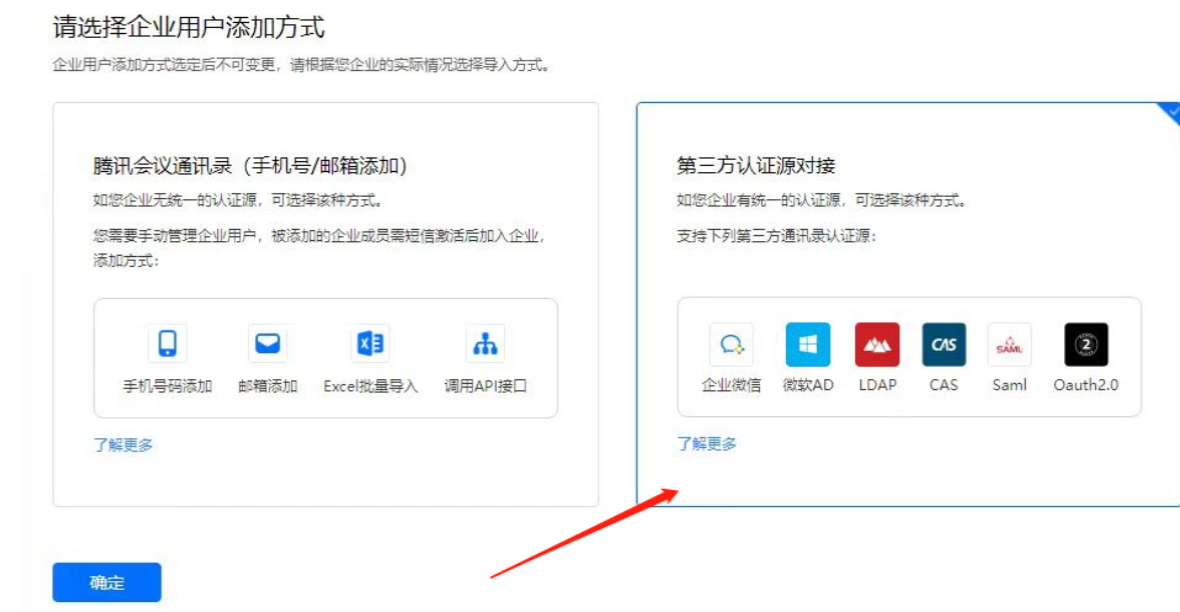 请选择企业用户添加方式
企业用户添加方式选定后不可变更，请根据您企业的实际情况选择导入方式。
腾讯会议通讯录（手机号/邮箱添加）
如您企业无统一的认证源，可选择该种方式。
您需要手动管理企业用户，被添加的企业成员需短信激活后加入企业，
添加方式：
手机号码添加 邮箱添加 Excel批量导入 调用API接口
了解更多
第三方认证源对接
如您企业有统一的认证源，可选择该种方式。
支持下列第三方通讯录认证源：
CAS SAML 2
企业微信 微软AD LDAP CAS Saml Oauth2.0
了解更多
确定